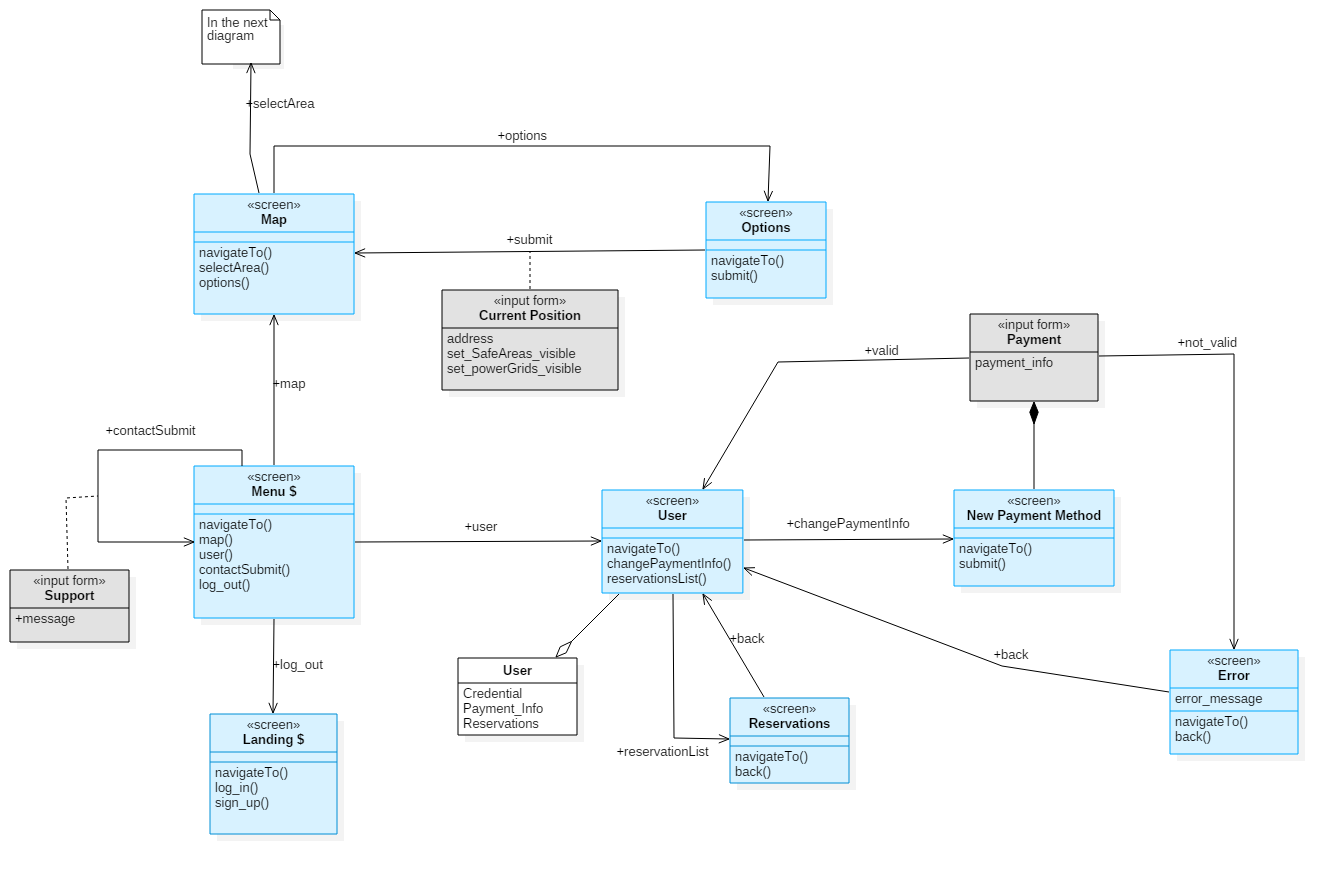 In the next
diagram
+selectArea
+options
«screen»
Map
navigateTo()
selectArea()
options()
«screen»
Options
navigateTo()
submit()
+submit
«input form»
Current Position
address
set_SafeAreas_visible
set_powerGrids_visible
«input form»
Payment
payment_info
+valid
+not_valid
+map
+contactSubmit
«screen»
Menu $
navigateTo()
map()
user()
contactSubmit()
log_out()
+user
«screen»
User
navigateTo()
changePaymentInfo()
reservationsList()
+changePaymentInfo
«screen»
New Payment Method
navigateTo()
submit()
«input form»
Support
+message
+log_out
User
Credential
Payment_Info
Reservations
+back
+back
+reservationList
«screen»
Reservations
navigateTo()
back()
«screen»
Error
error_message
navigateTo()
back()
«screen»
Landing $
navigateTo()
log_in()
sign_up()